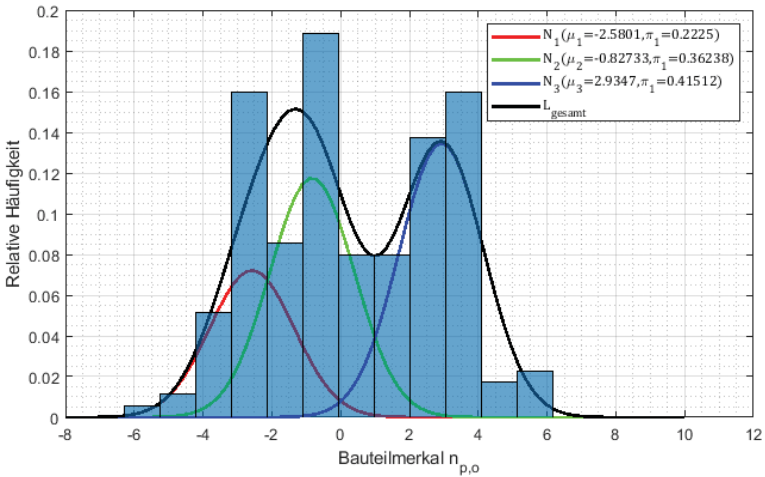 0.2
0.18
0.16
0.14
0.12
0.1
0.08
0.06
0.04
0.02
0
Relative Häufigkeit
N1(μ1=-2.5801,π1=0.2225)
N2(μ2=-0.82733,π1=0.36238)
N3(μ3=2.9347,π1=0.41512)
Lgesamt
-8 -6 -4 -2 0 2 4 6 8 10 12
Bauteilmerkal np,o